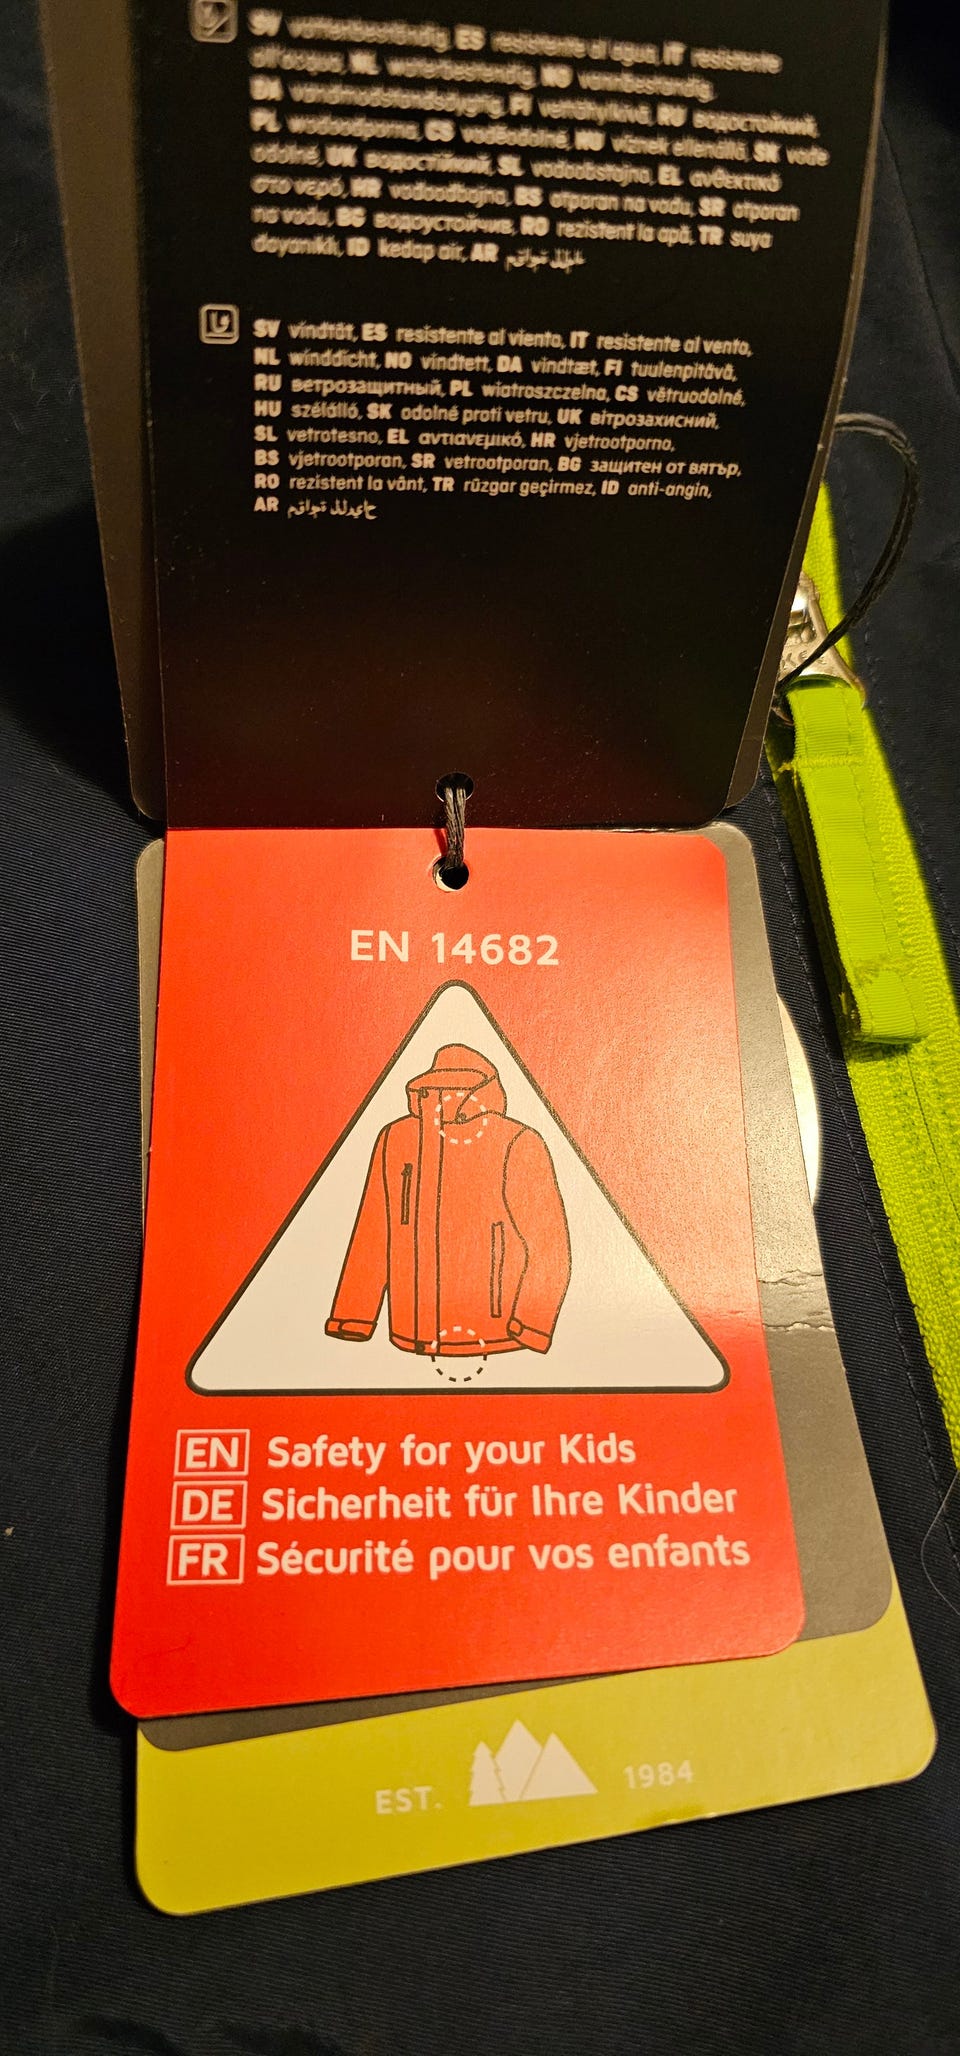 SV vattenbeständig, ES resistente al agua, IT resistente
all'acqua, NL waterbestendig, NO vannbestandig,
DA vandmodstandsdygtig, FI vettähylkivä, RU водостойкий,
PL wodoodporna, CS voděodolné, HU víznek ellenálló, SK vode
odolné, UK водостійкий, SL vodoodstojna, EL ανθεκτικό
στο νερό, HR vodoodbojna, BS otporan na vodu, SR otporan
na vodu, BG водоустойчив, RO rezistent la apă, TR suya
dayanıklı, ID kedap air, AR
SV vindtät, ES resistente al viento, IT resistente al vento,
NL winddicht, NO vindtett, DA vindtæt, FI tuulenpitävä,
RU ветрозащитный, PL wiatroszczelna, CS větruodolné,
HU szélálló, SK odolné proti vetru, UK вітрозахисний,
SL vetrotesno, EL αντιανεμικό, HR vjetrootporno,
BS vjetrootporan, SR vetrootporan, BG защитен от вятър,
RO rezistent la vânt, TR rüzgar geçirmez, ID anti-angin,
AR
EN 14682
EN Safety for your Kids
DE Sicherheit für Ihre Kinder
FR Sécurité pour vos enfants
EST. 1984